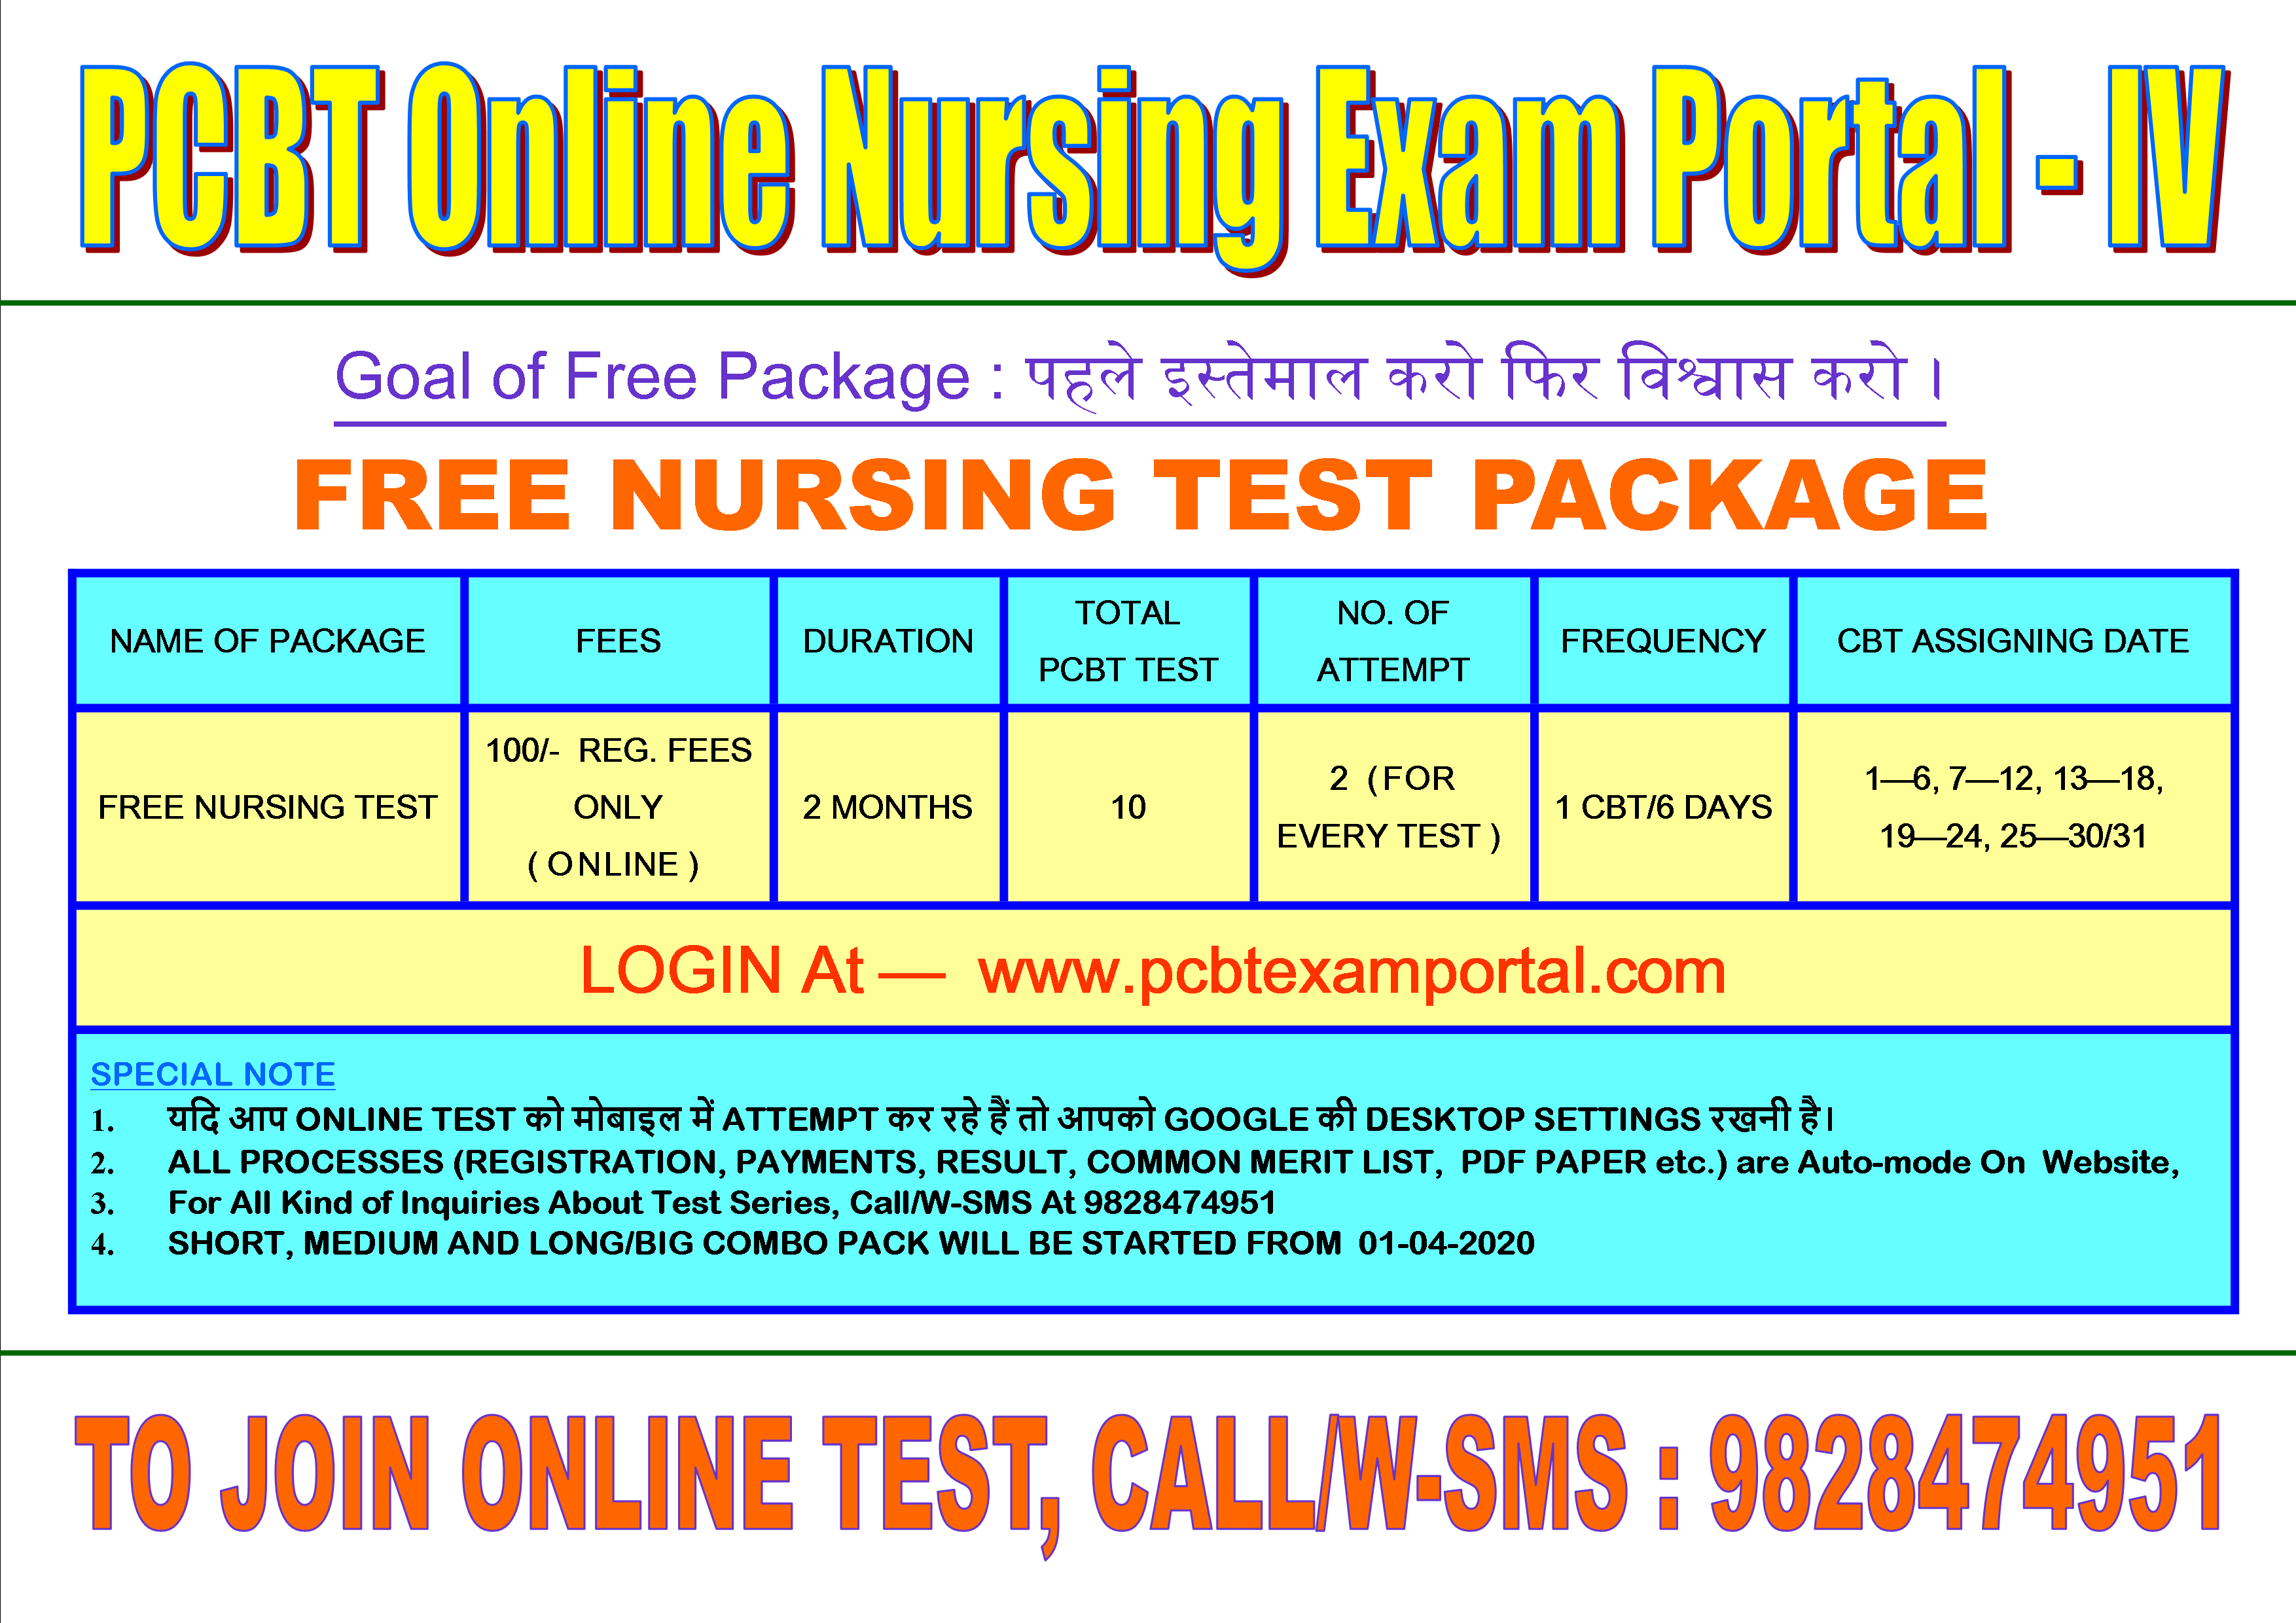 PCBT Online Nursing Exam Portal - IV
Goal of Free Package : पहले इस्तेमाल करो फिर विश्वास करो ।
FREE NURSING TEST PACKAGE
NAME OF PACKAGE
FEES
DURATION
TOTAL
PCBT TEST
NO. OF
ATTEMPT
FREQUENCY
CBT ASSIGNING DATE
FREE NURSING TEST
100/- REG. FEES
ONLY
( ONLINE )
2 MONTHS
10
2 (FOR
EVERY TEST )
1 CBT/6 DAYS
1—6, 7—12, 13—18,
19—24, 25—30/31
LOGIN At — www.pcbtexamportal.com
SPECIAL NOTE
1. यदि आप ONLINE TEST को मोबाइल में ATTEMPT कर रहे हैं तो आपको GOOGLE की DESKTOP SETTINGS रखनी है।
2. ALL PROCESSES (REGISTRATION, PAYMENTS, RESULT, COMMON MERIT LIST, PDF PAPER etc.) are Auto-mode On Website,
3. For All Kind of Inquiries About Test Series, Call/W-SMS At 9828474951
4. SHORT, MEDIUM AND LONG/BIG COMBO PACK WILL BE STARTED FROM 01-04-2020
TO JOIN ONLINE TEST, CALL/W-SMS : 9828474951